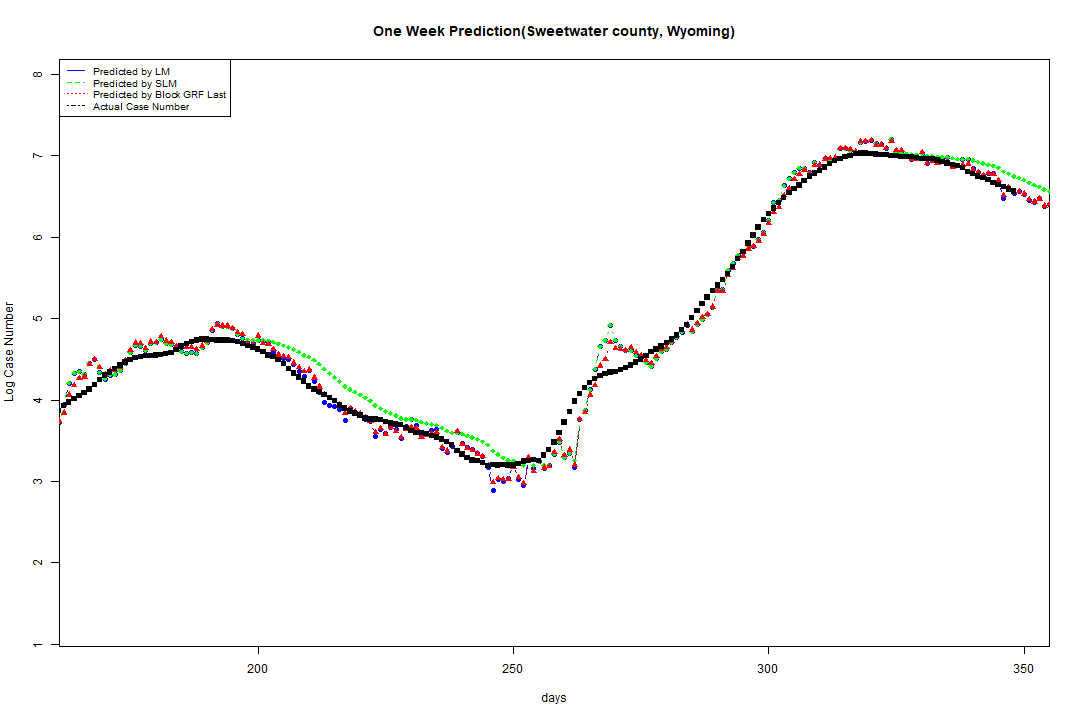 One Week Prediction(Sweetwater county, Wyoming)
Predicted by LM
Predicted by SLM
Predicted by Block GRF Last
Actual Case Number
8
7
6
5
4
3
2
1
Log Case Number
200 250 300 350
days